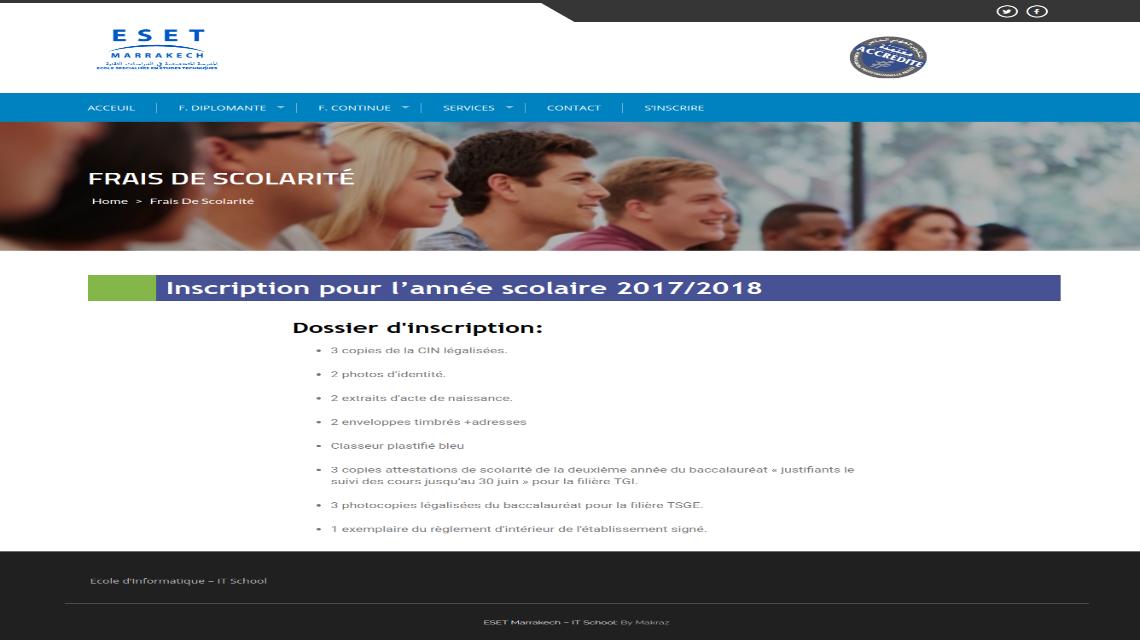 ESET
MARRAKECH
ECOLE SPECIALISÉE EN ÉTUDES TECHNIQUES
ACCREDITE
ACCEUIL
F. DIPLOMANTE
F. CONTINUE
SERVICES
CONTACT
S'INSCRIRE
FRAIS DE SCOLARITÉ
Home > Frais De Scolarité
Inscription pour l’année scolaire 2017/2018
Dossier d'inscription:
• 3 copies de la CIN légalisées.
• 2 photos d'identité.
• 2 extraits d'acte de naissance.
• 2 enveloppes timbrés +adresses
• Classeur plastifié bleu
• 3 copies attestations de scolarité de la deuxième année du baccalauréat « justifiants le
suivi des cours jusqu'au 30 juin » pour la filière TGI.
• 3 photocopies légalisées du baccalauréat pour la filière TSGE.
• 1 exemplaire du règlement d'intérieur de l'établissement signé.
Ecole d'Informatique – IT School
ESET Marrakech – IT School: By Makraz